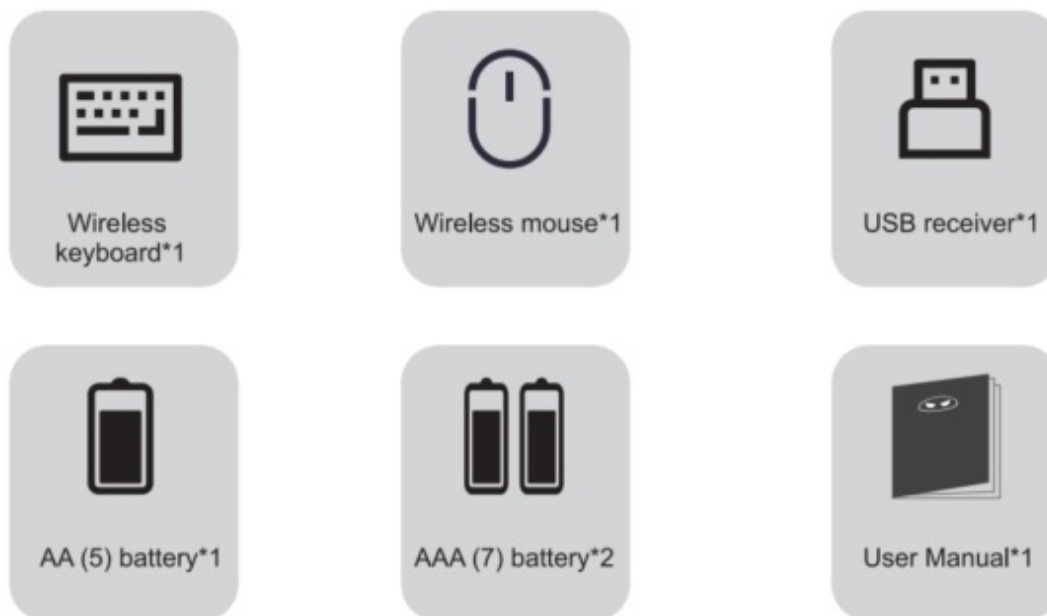 Wireless
keyboard*1
Wireless mouse*1
USB receiver*1
AA (5) battery*1
AAA (7) battery*2
User Manual*1